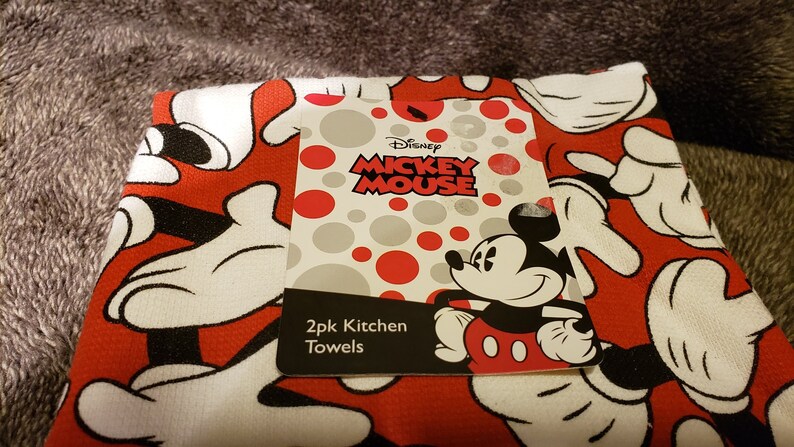 Disney
MICKEY
MOUSE
2pk Kitchen
Towels